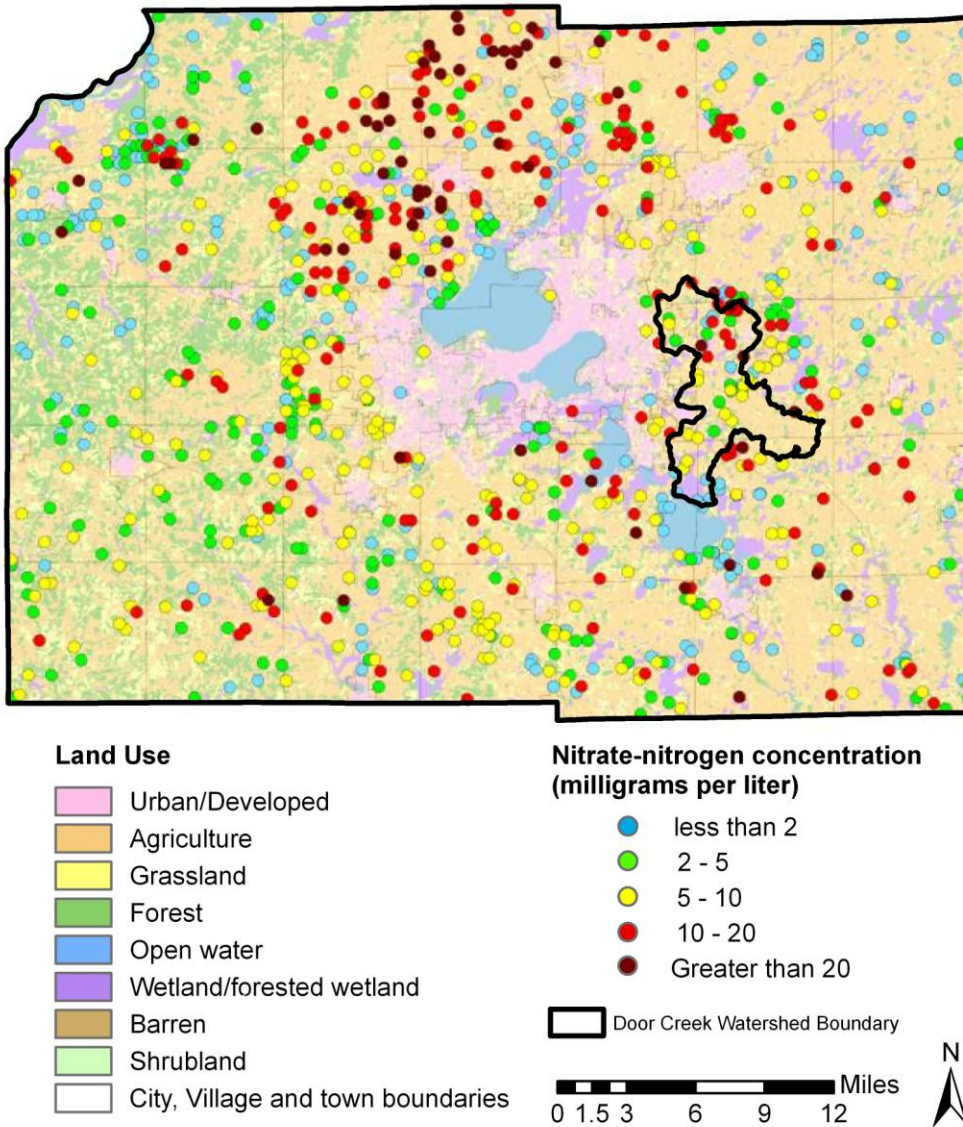 Land Use
Urban/Developed
Agriculture
Grassland
Forest
Open water
Wetland/forested wetland
Barren
Shrubland
City, Village and town boundaries
Nitrate-nitrogen concentration
(milligrams per liter)
less than 2
2 - 5
5 - 10
10 - 20
Greater than 20
Door Creek Watershed Boundary
Miles
0 1.5 3 6 9 12
N